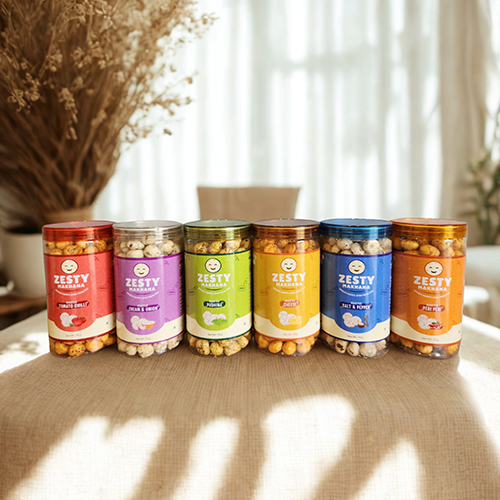 ZESTY
MAKHANA
TOMATO CHILLI
ZESTY
MAKHANA
CREAM & ONION
ZESTY
MAKHANA
PUDHINA
ZESTY
MAKHANA
CHEESE
ZESTY
MAKHANA
SALT & PEPPER
ZESTY
MAKHANA
PERI PERI